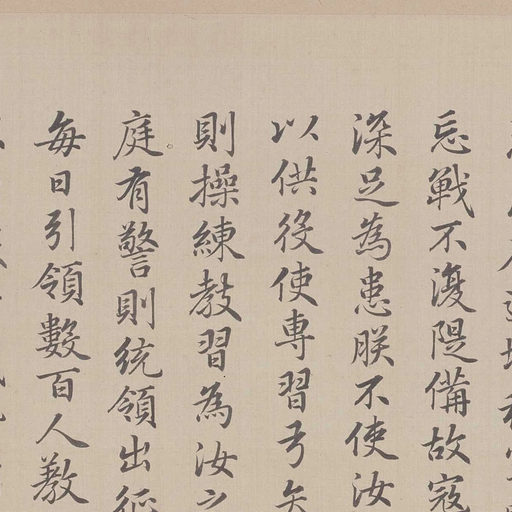 忘戰不復隄備故寇
深足為患朕不使汝
以供役使専習弓矢
則操練教習為汝之
庭有警則統領出征
每日引領數百人教